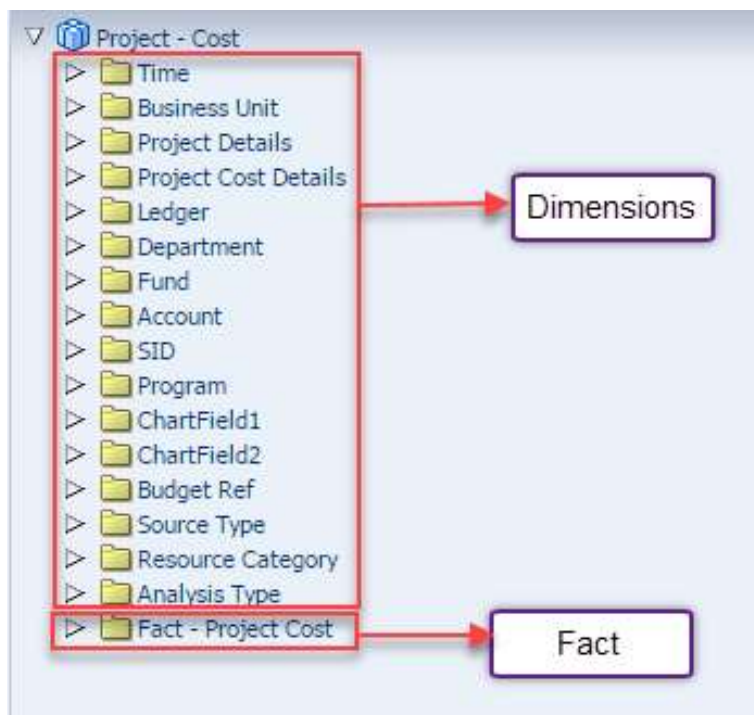 Project - Cost
Time
Business Unit
Project Details
Project Cost Details
Ledger
Department
Fund
Account
SID
Program
ChartField1
ChartField2
Budget Ref
Source Type
Resource Category
Analysis Type
Fact - Project Cost
Dimensions
Fact